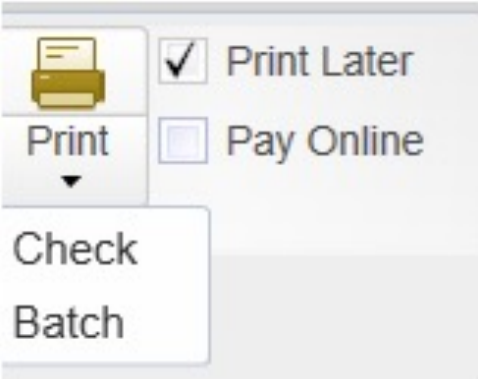 Print Later
Print
Pay Online
Check
Batch